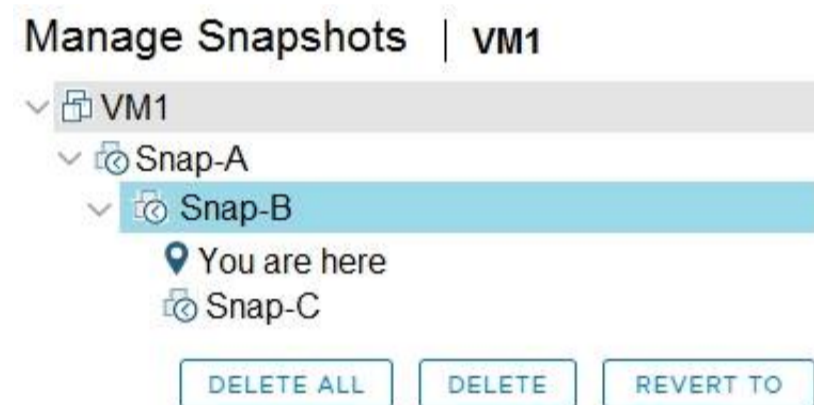 Manage Snapshots | VM1
VM1
Snap-A
Snap-B
You are here
Snap-C
DELETE ALL DELETE REVERT TO